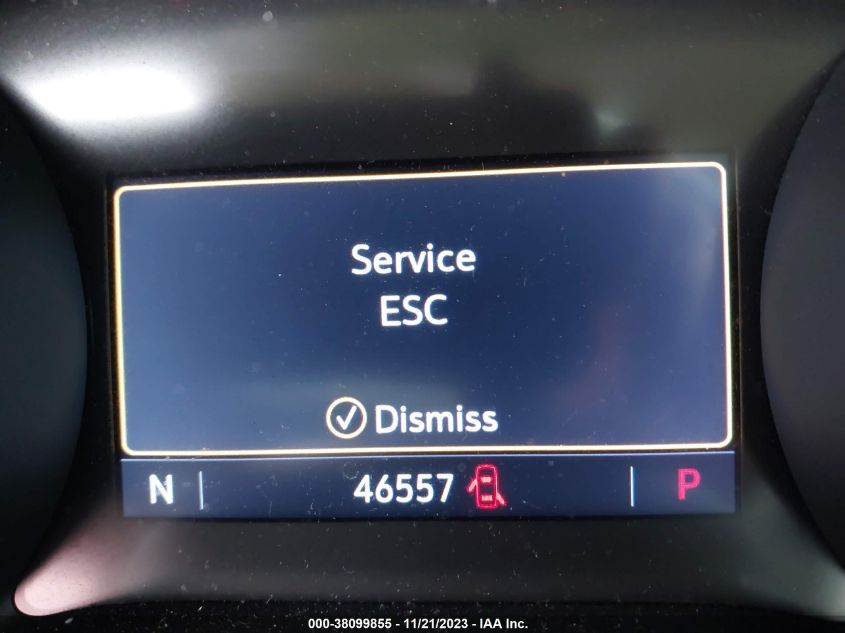 Service
ESC
Dismiss
N 46557 P
000-38099855 - 11/21/2023 - IAA Inc.